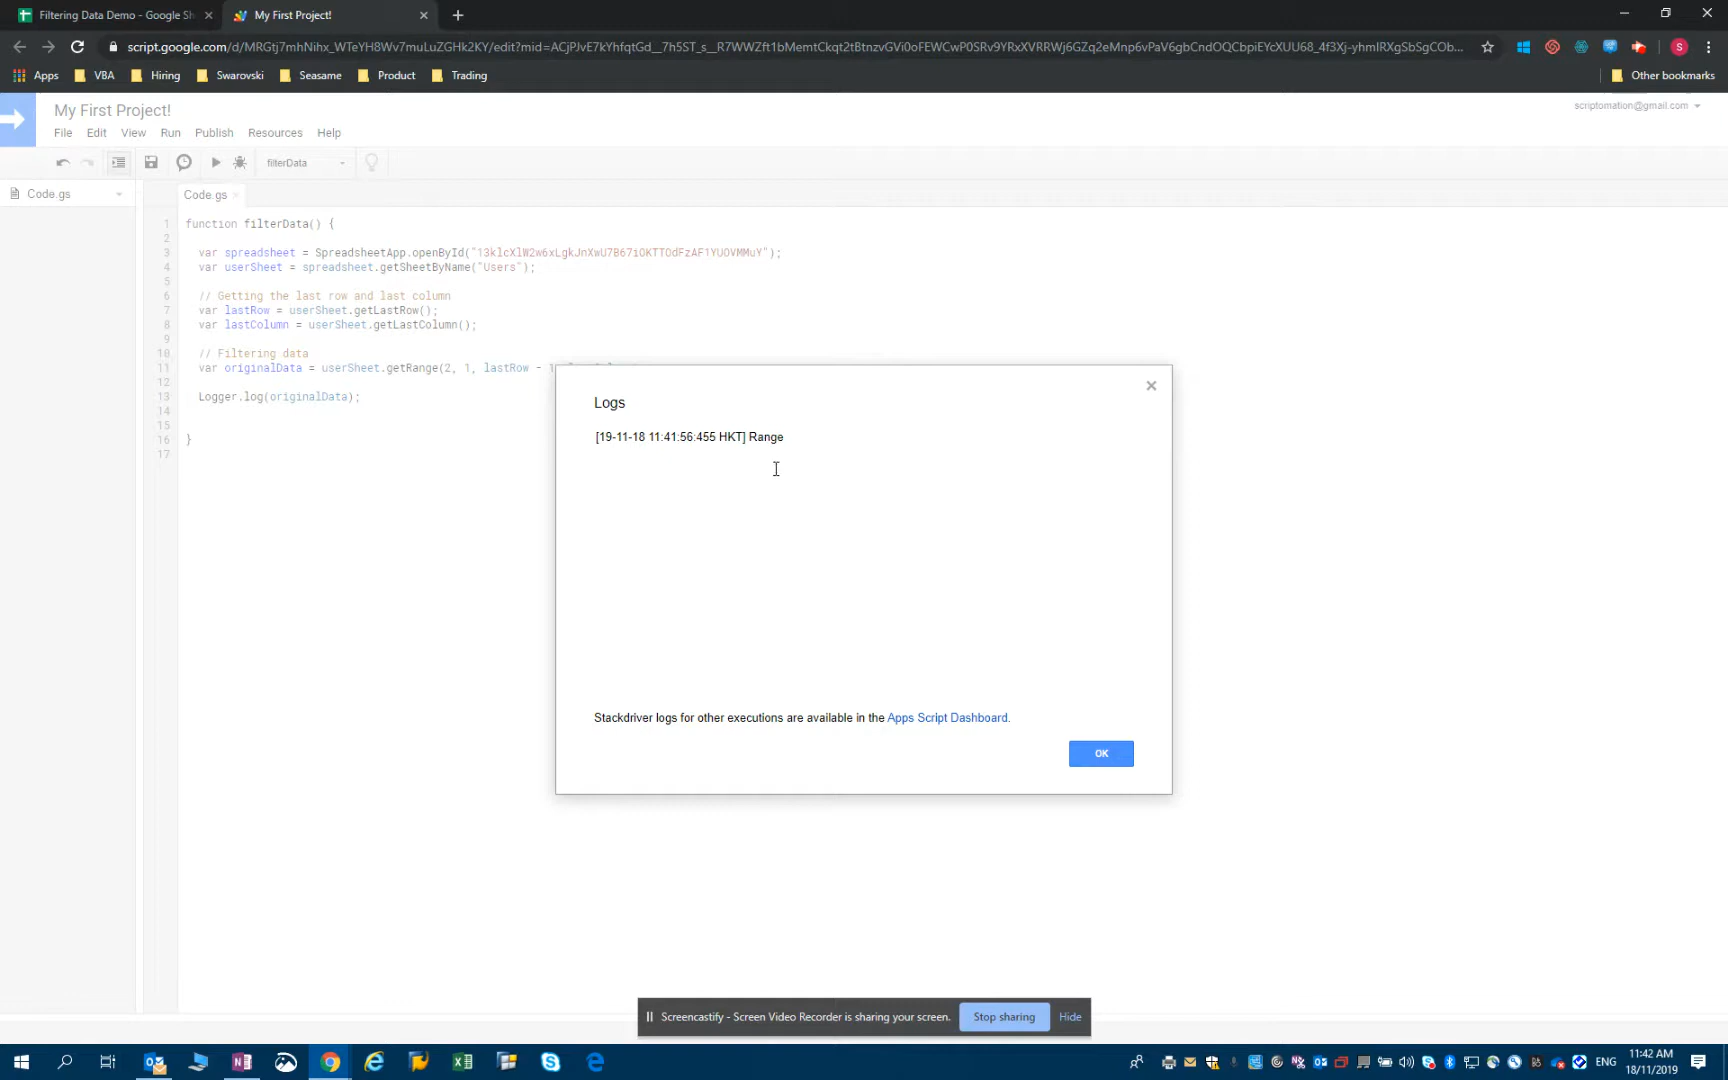 Filtering Data Demo - Google Sh
My First Project!
script.google.com
Apps
VBA
Hiring
Swarovski
Seasame
Product
Trading
Other bookmarks
My First Project!
scriptomation@gmail.com
File Edit View Run Publish Resources Help
filterData
Code.gs
Code.gs
1 function filterData() {
2
3 var spreadsheet = SpreadsheetApp.openById("
4 var userSheet = spreadsheet.getSheetByName("Users");
5
6 // Getting the last row and last column
7 var lastRow = userSheet.getLastRow();
8 var lastColumn = userSheet.getLastColumn();
9
10 // Filtering data
11 var originalData = userSheet.getRange(2, 1, lastRow - 1
12
13 Logger.log(originalData);
14
15
16 }
17
Logs
[19-11-18 11:41:56:455 HKT] Range
Stackdriver logs for other executions are available in the Apps Script Dashboard.
OK
Screencastify - Screen Video Recorder is sharing your screen.
Stop sharing
Hide
ENG
11:42 AM
18/11/2019